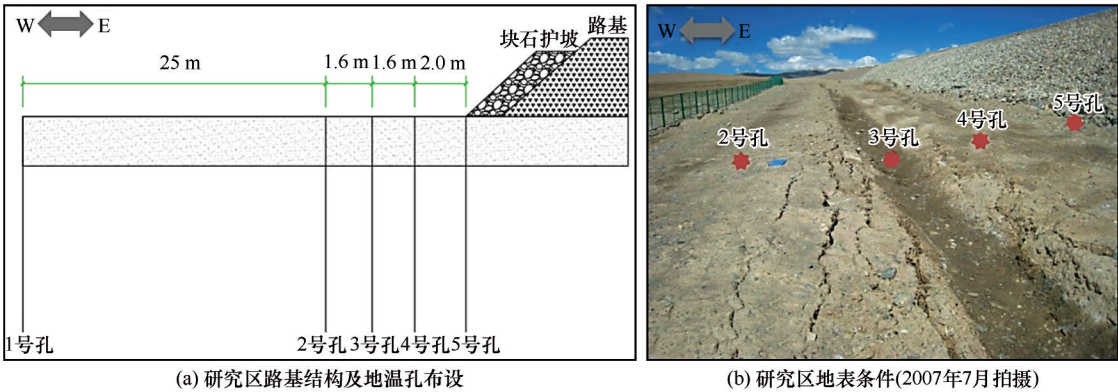 W E
路基
块石护坡
25 m 1.6 m 1.6 m 2.0 m
1号孔 2号孔 3号孔 4号孔 5号孔
(a) 研究区路基结构及地温孔布设
W E
5号孔
4号孔
2号孔 3号孔
(b) 研究区地表条件(2007年7月拍摄)